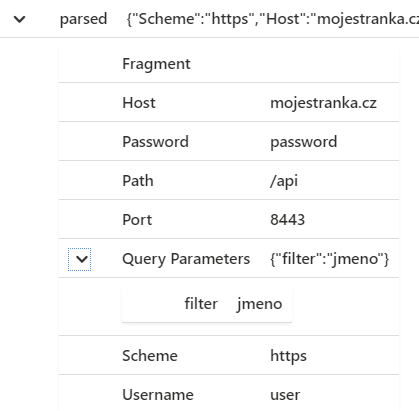 parsed {"Scheme":"https","Host":"mojestranka.cz
Fragment
Host mojestranka.cz
Password password
Path /api
Port 8443
Query Parameters {"filter":"jmeno"}
filter jmeno
Scheme https
Username user